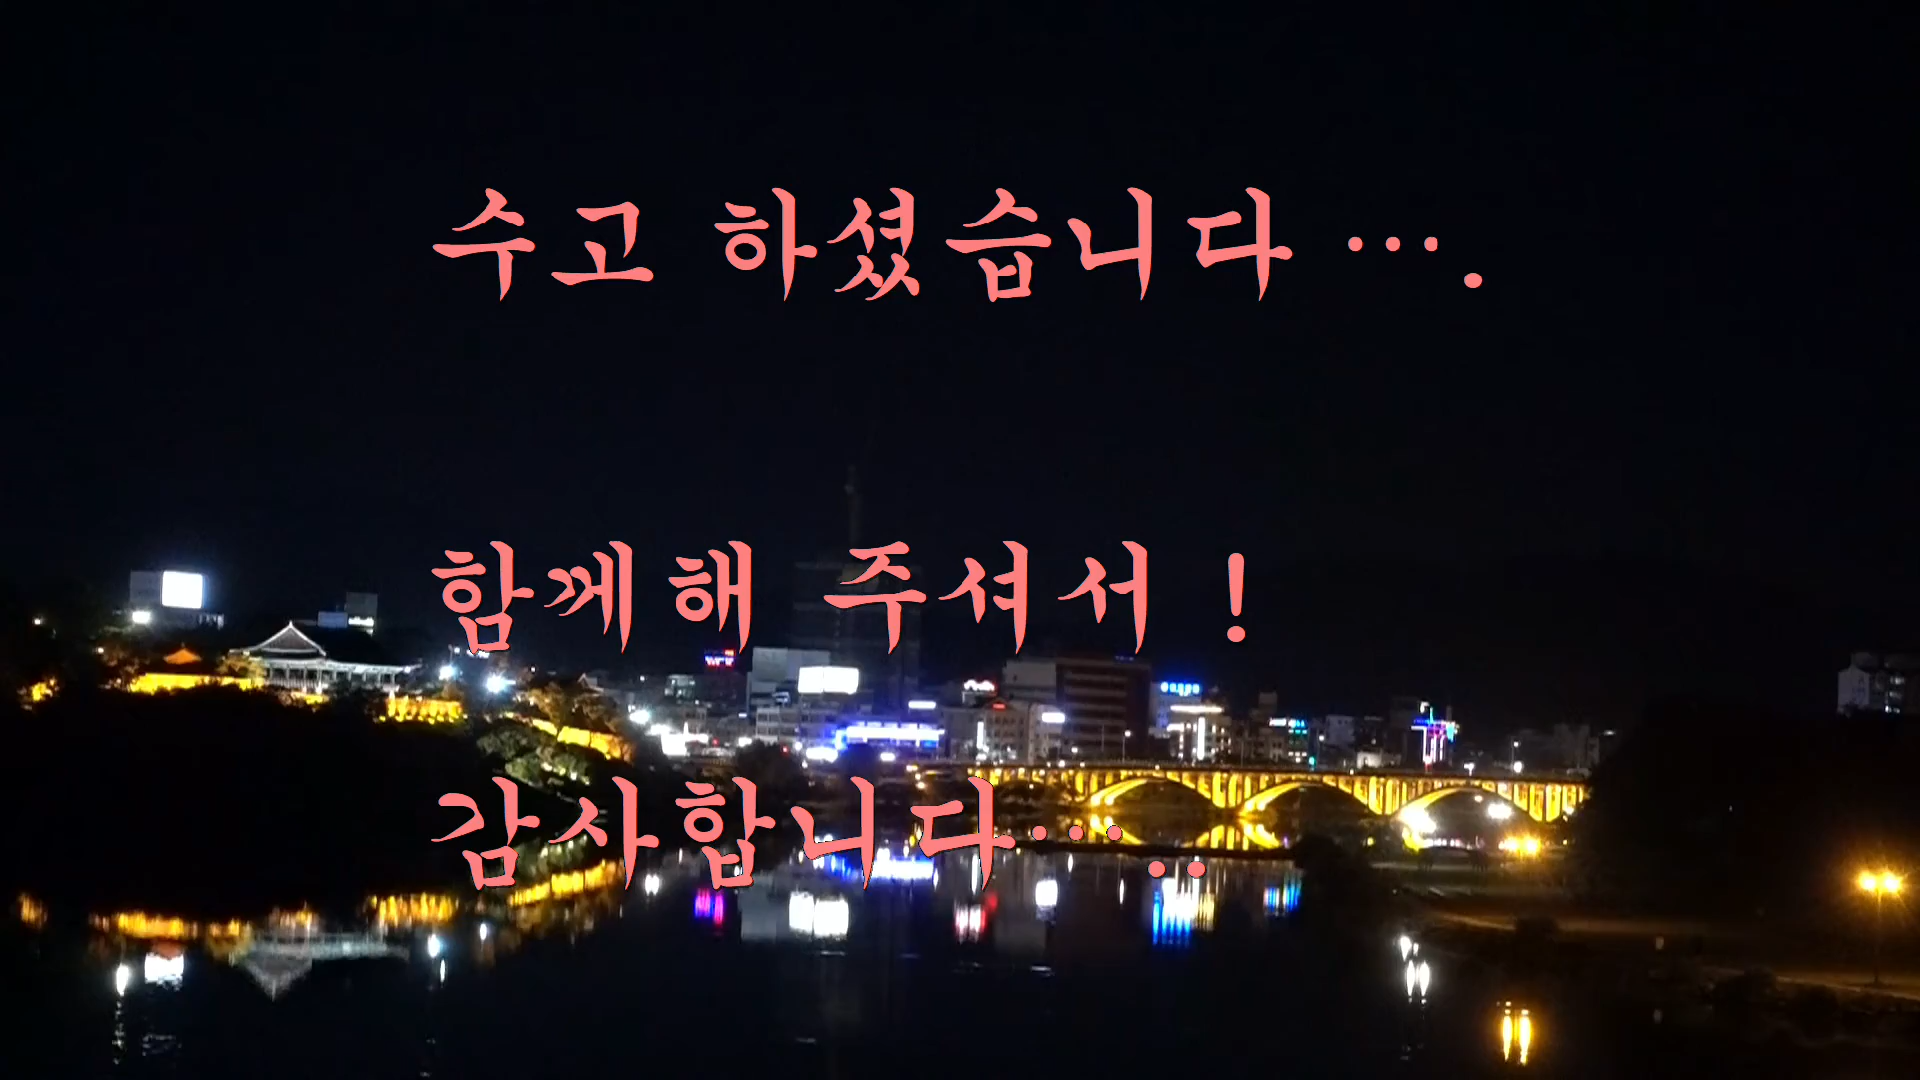 수고 하셨습니다 ….
함께해 주셔서 !
감사합니다…..